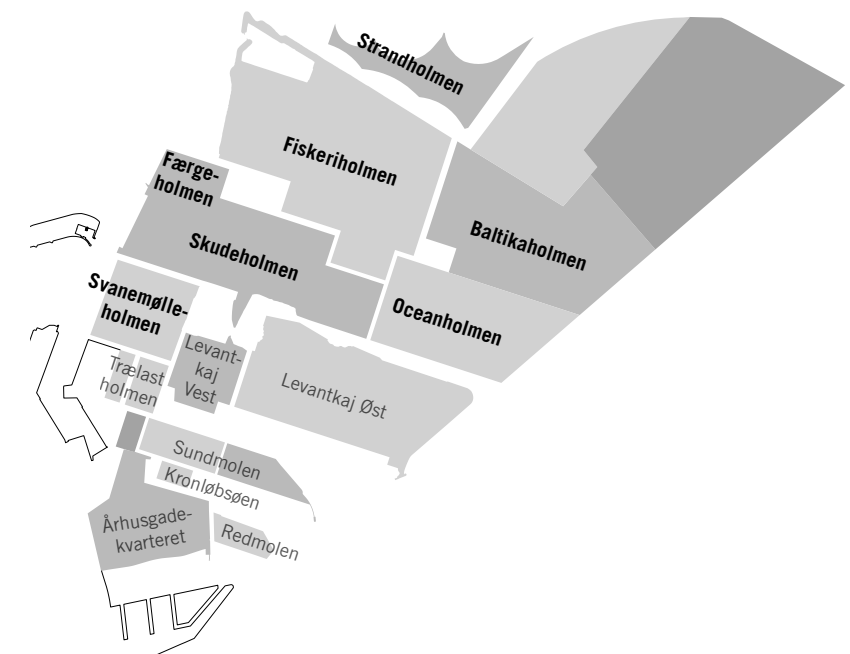 Strandholmen
Fiskeriholmen
Færge-
holmen
Baltikaholmen
Skudeholmen
Svanemølle-
holmen
Oceanholmen
Levant-
kaj
Vest
Trælast
holmen
Levantkaj Øst
Sundmolen
Kronløbsøen
Århusgade-
kvarteret
Redmolen